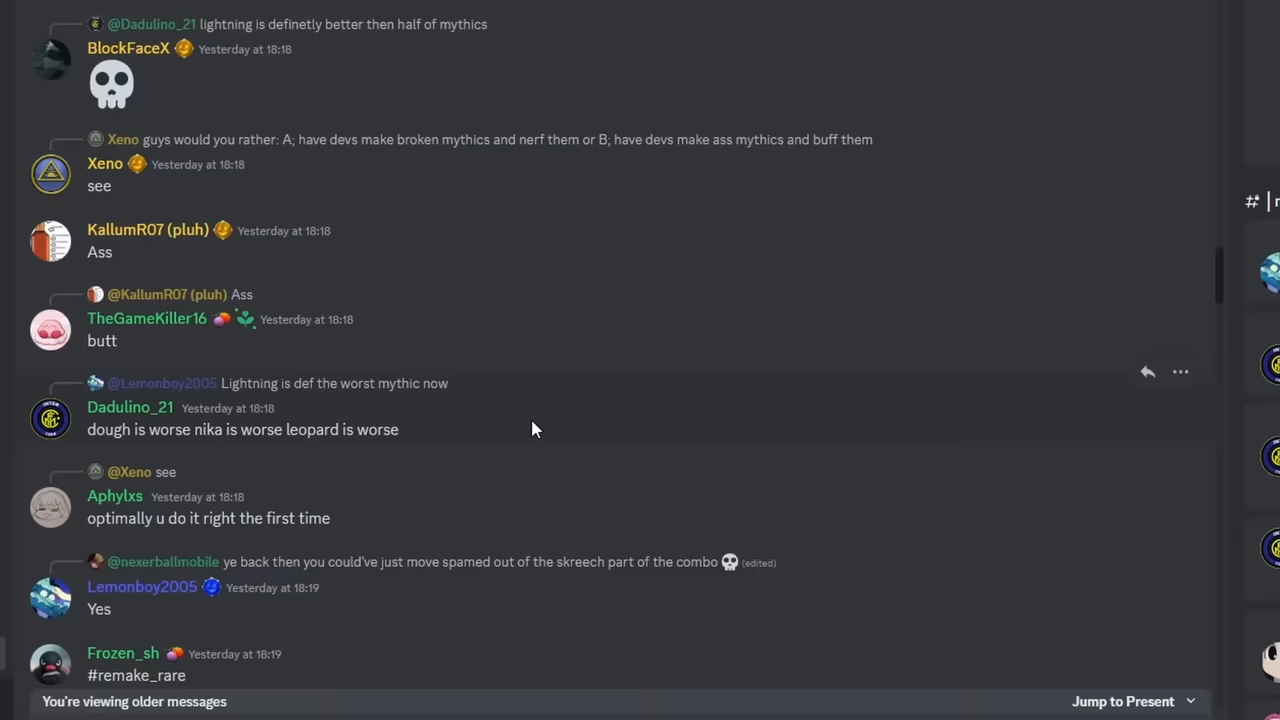 @Dadulino_21 lightning is definetly better then half of mythics
BlockFaceX Yesterday at 18:18
Xeno guys would you rather: A; have devs make broken mythics and nerf them or B; have devs make ass mythics and buff them
Xeno Yesterday at 18:18
see
KallumR07 (pluh) Yesterday at 18:18
Ass
@KallumR07 (pluh) Ass
TheGameKiller16 Yesterday at 18:18
butt
@Lemonboy2005 Lightning is def the worst mythic now
Dadulino_21 Yesterday at 18:18
dough is worse nika is worse leopard is worse
@Xeno see
Aphylxs Yesterday at 18:18
optimally u do it right the first time
@nexerballmobile ye back then you could've just move spamed out of the skreech part of the combo 💀 (edited)
Lemonboy2005 Yesterday at 18:19
Yes
Frozen_sh Yesterday at 18:19
#remake_rare
You're viewing older messages
Jump to Present